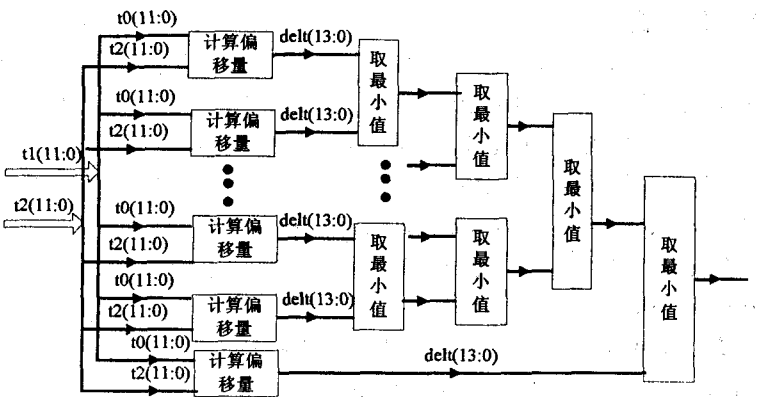 t0(11:0)
t2(11:0)
计算偏
移量
delt(13:0)
取
最
小
值
t0(11:0)
t2(11:0)
计算偏
移量
delt(13:0)
取
最
小
值
t1(11:0)
t2(11:0)
取
最
小
值
t0(11:0)
t2(11:0)
计算偏
移量
delt(13:0)
取
最
小
值
取
最
小
值
取
最
小
值
t0(11:0)
t2(11:0)
计算偏
移量
delt(13:0)
t0(11:0)
t2(11:0)
计算偏
移量
delt(13:0)